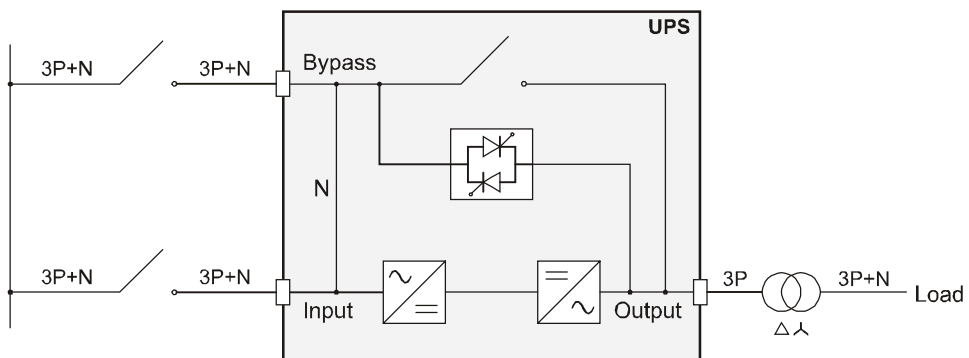 UPS
3P+N
3P+N
Bypass
N
3P+N
3P+N
Input
Output
3P
3P+N
Load